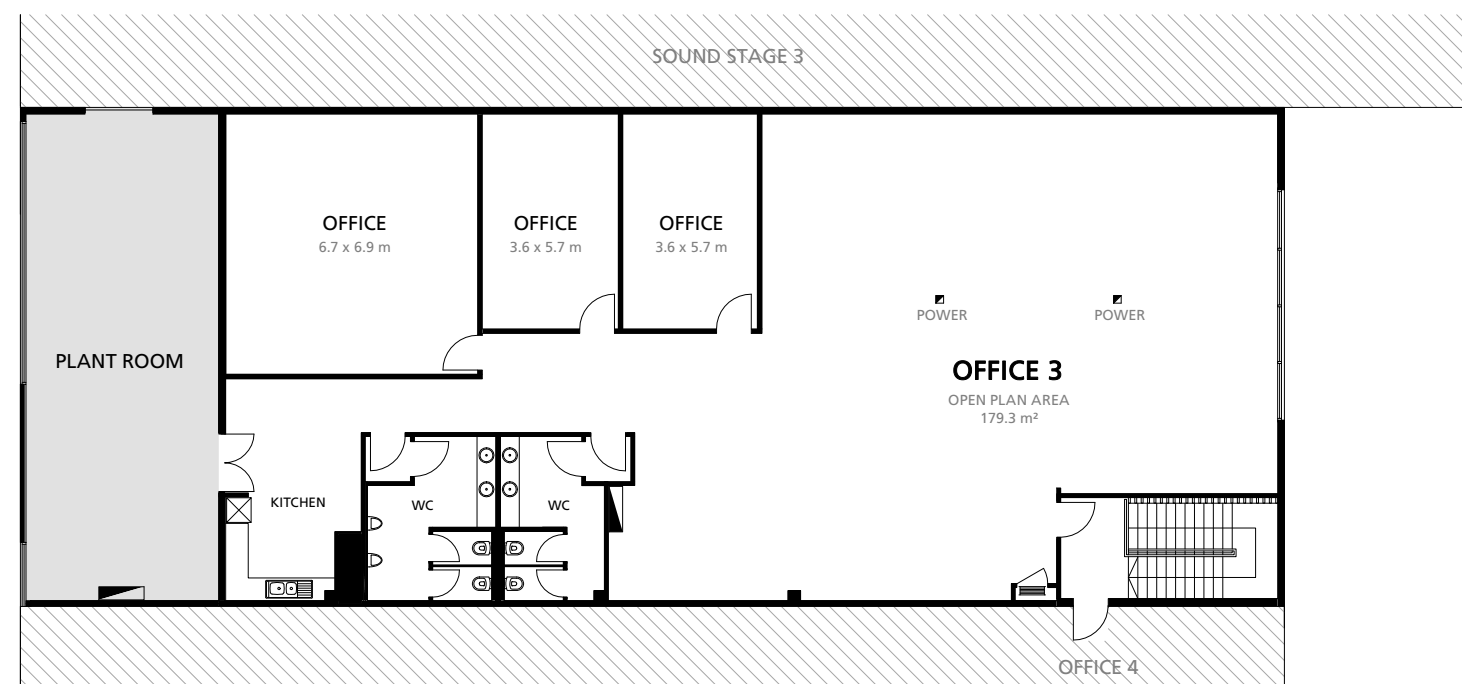 SOUND STAGE 3
OFFICE
6.7 x 6.9 m
OFFICE
3.6 x 5.7 m
OFFICE
3.6 x 5.7 m
POWER
POWER
PLANT ROOM
OFFICE 3
OPEN PLAN AREA
179.3 m²
KITCHEN
WC
WC
OFFICE 4